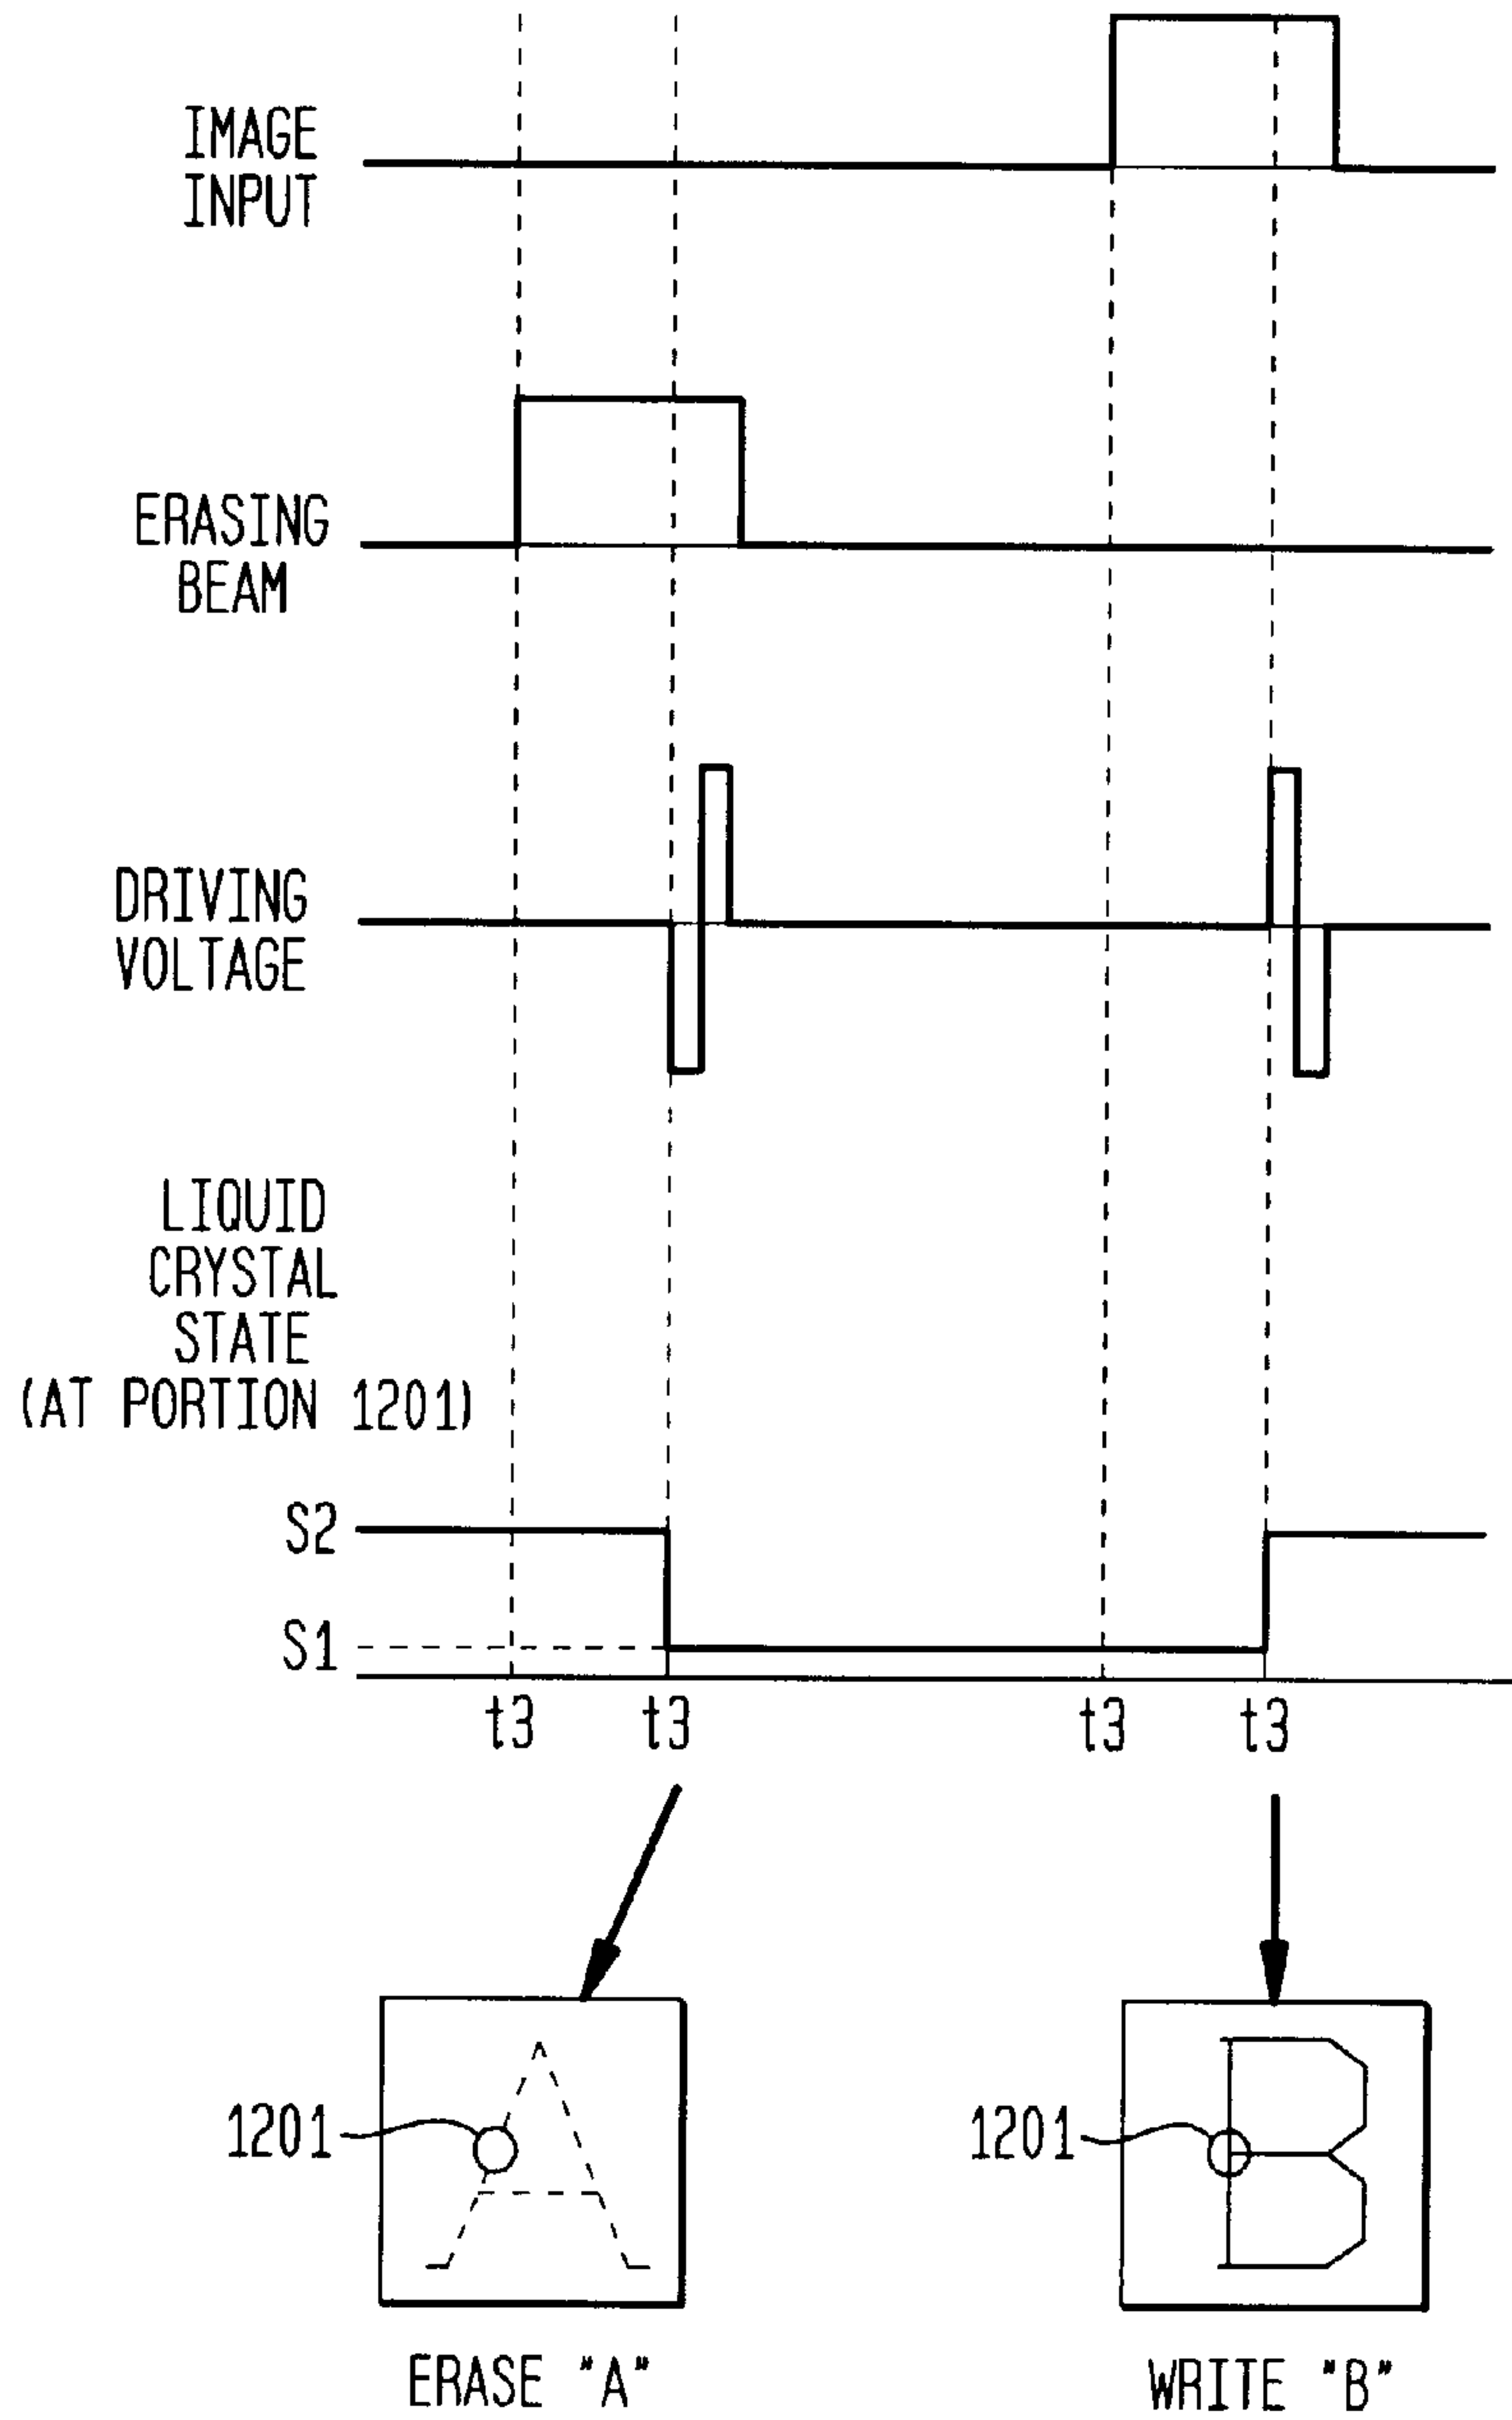 IMAGE
INPUT
ERASING
BEAM
DRIVING
VOLTAGE
LIQUID
CRYSTAL
STATE
(AT PORTION 1201)
S2
S1
t3 t3 t3 t3
A B
1201 1201
ERASE "A" WRITE "B"